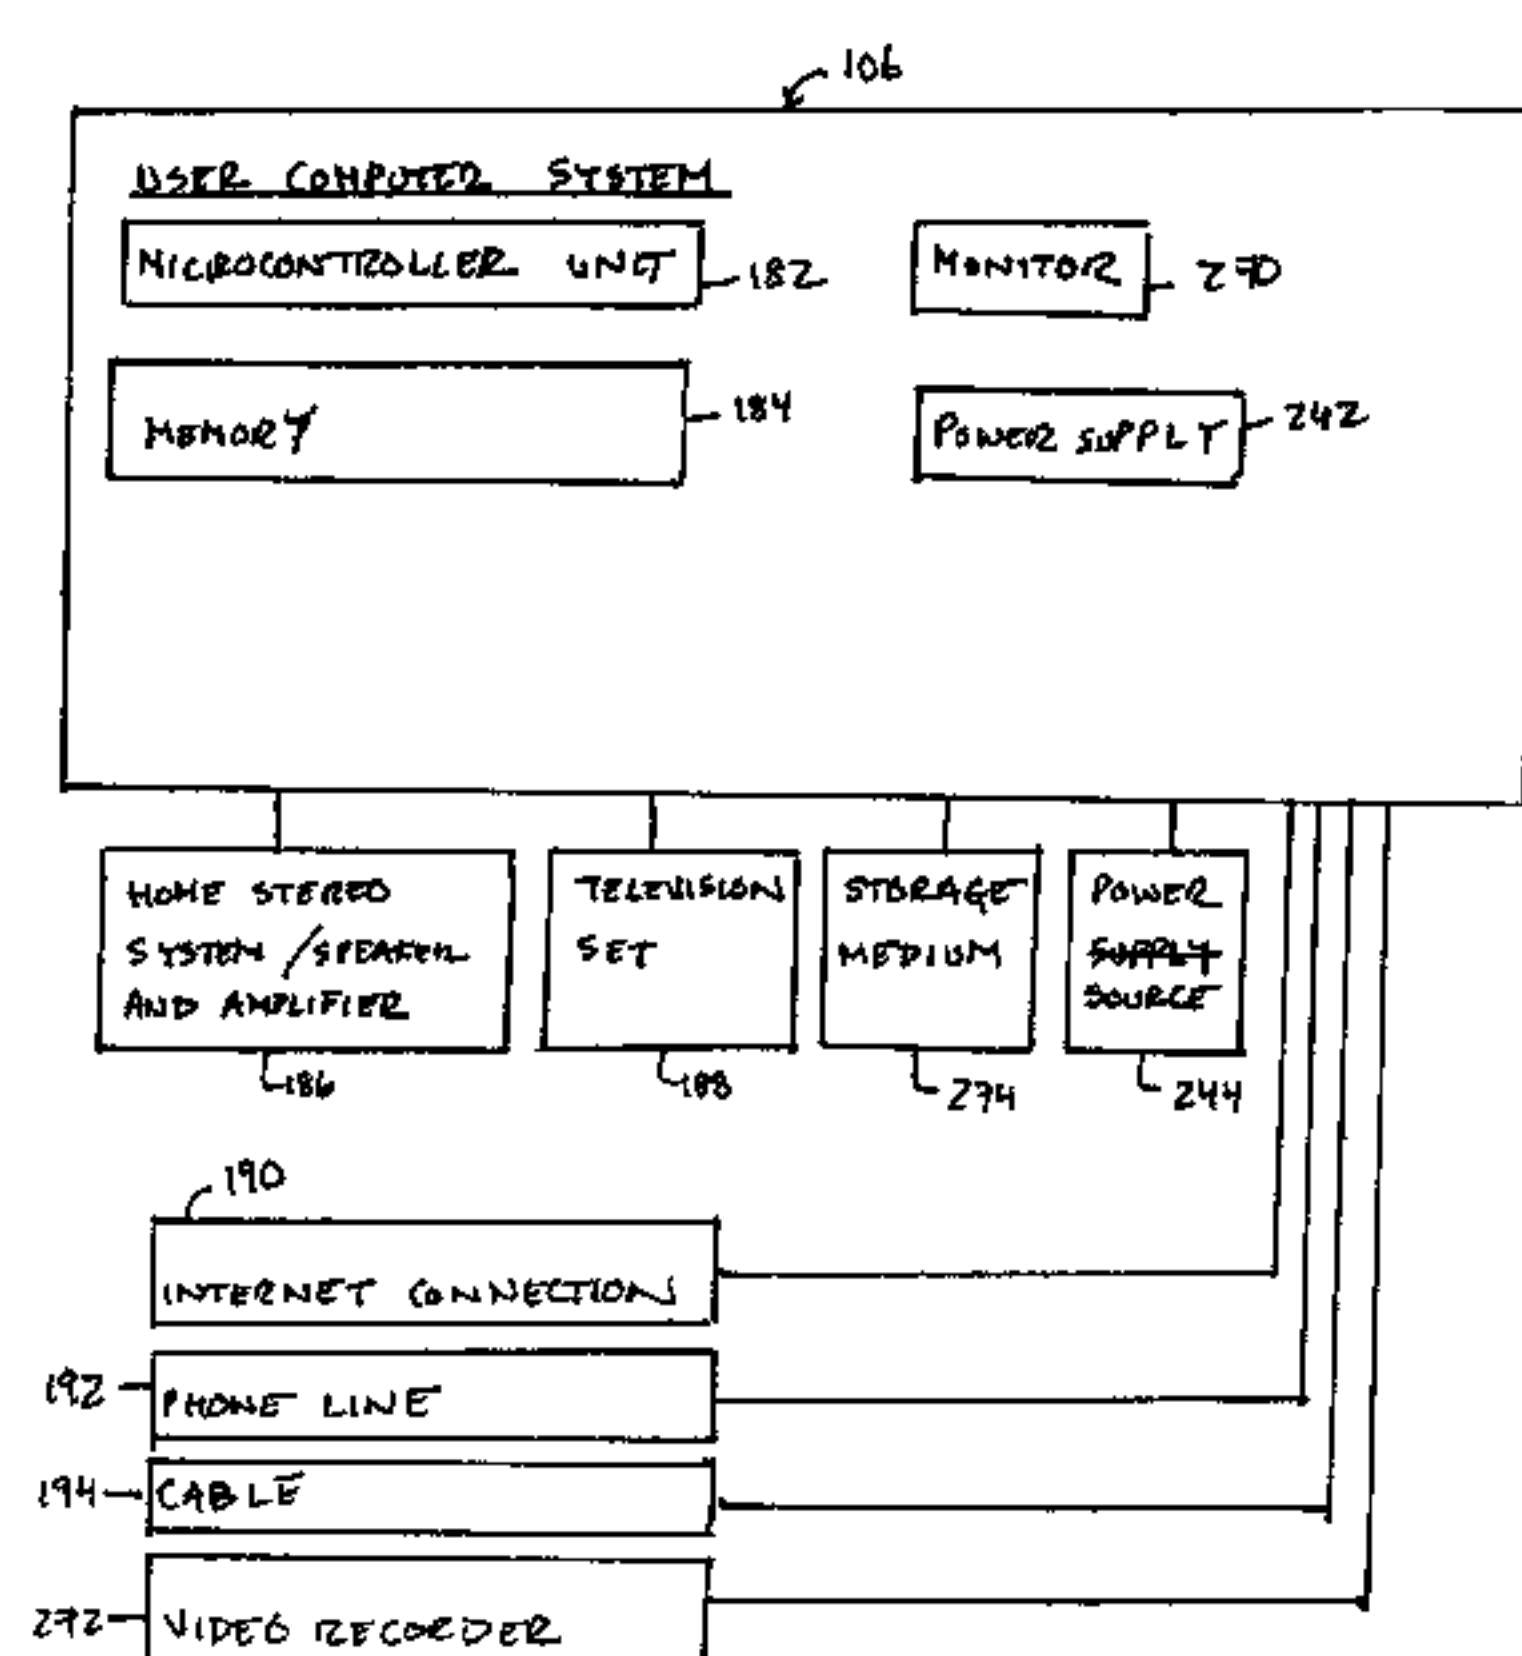 106
USER COMPUTER SYSTEM
MICROCONTROLLER UNIT
182
MONITOR
270
MEMORY
184
POWER SUPPLY
242
HOME STEREO
SYSTEM/SPEAKER
AND AMPLIFIER
186
TELEVISION
SET
188
STORAGE
MEDIUM
274
POWER
SUPPLY
SOURCE
244
190
INTERNET CONNECTION
192
PHONE LINE
194
CABLE
272
VIDEO RECORDER